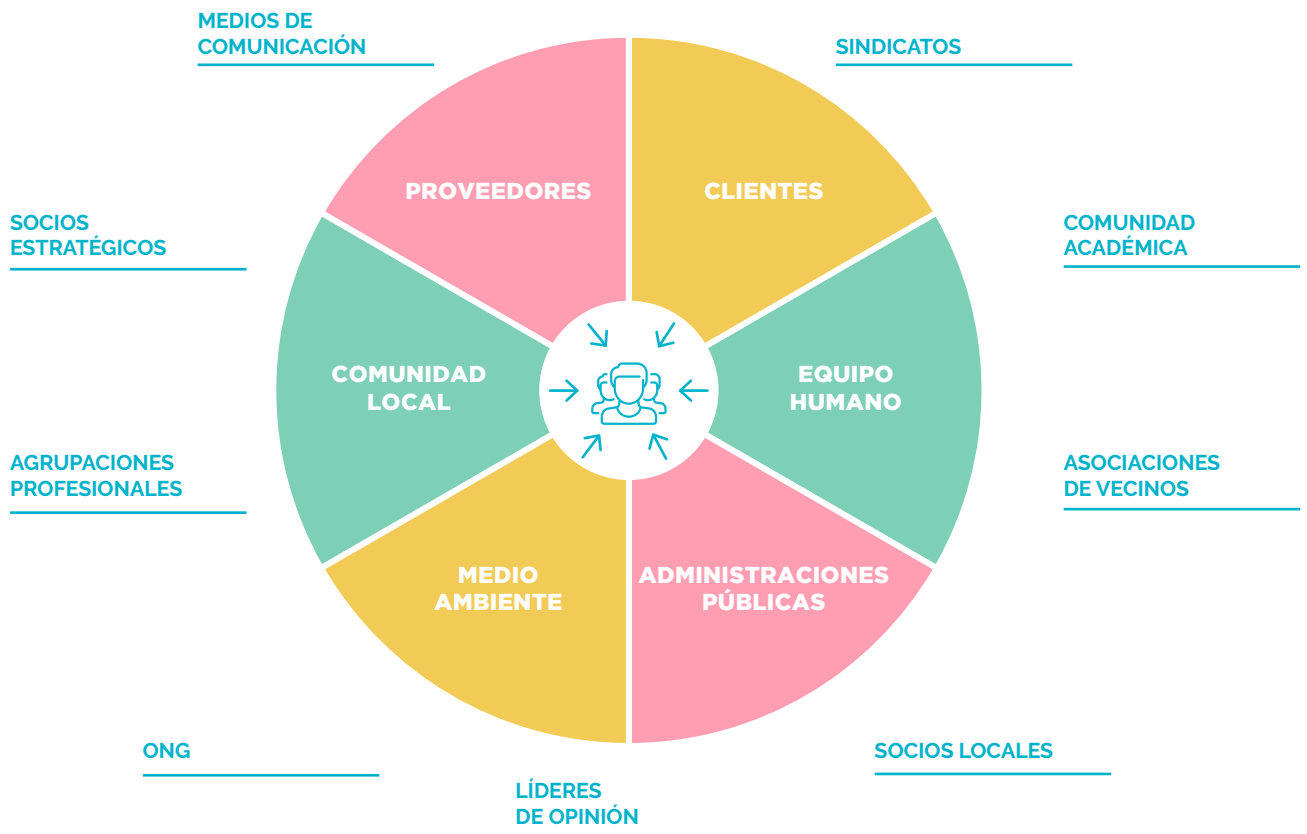 MEDIOS DE
COMUNICACIÓN
SINDICATOS
PROVEEDORES
CLIENTES
SOCIOS
ESTRATÉGICOS
COMUNIDAD
ACADÉMICA
COMUNIDAD
LOCAL
EQUIPO
HUMANO
AGRUPACIONES
PROFESIONALES
ASOCIACIONES
DE VECINOS
MEDIO
AMBIENTE
ADMINISTRACIONES
PÚBLICAS
ONG
SOCIOS LOCALES
LÍDERES
DE OPINIÓN